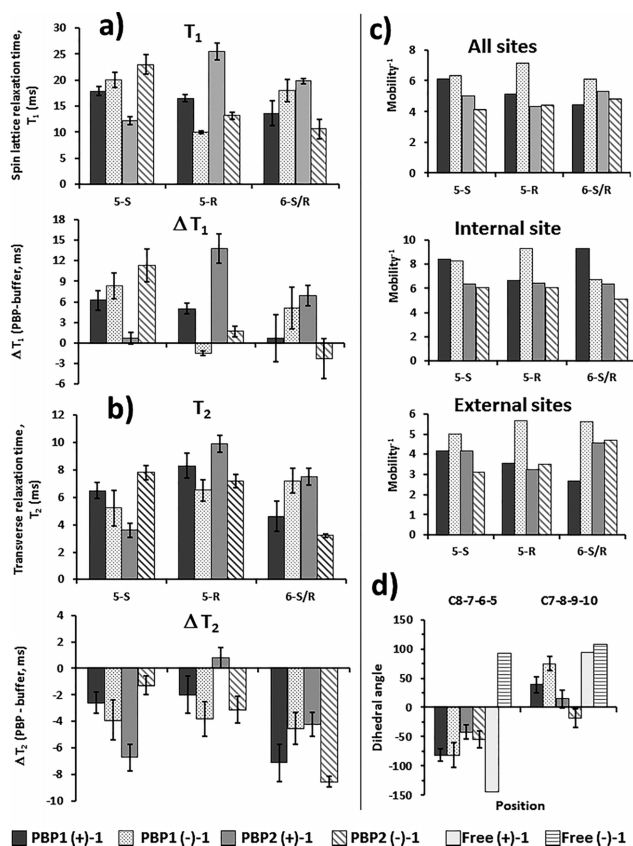 a)
T1
Spin lattice relaxation time, T1 (ms)
30
25
20
15
10
5
0
5-S 5-R 6-S/R
ΔT1
ΔT1 (PBP-buffer, ms)
18
15
12
9
6
3
0
-3
-6
b)
T2
Transverse relaxation time, T2 (ms)
12
10
8
6
4
2
0
5-S 5-R 6-S/R
ΔT2
ΔT2 (PBP - buffer, ms)
2
0
-2
-4
-6
-8
-10
c)
All sites
Mobility-1
8
6
4
2
0
5-S 5-R 6-S/R
Internal site
Mobility-1
10
8
6
4
2
0
5-S 5-R 6-S/R
External sites
Mobility-1
6
5
4
3
2
1
0
5-S 5-R 6-S/R
d)
C8-7-6-5 C7-8-9-10
Dihedral angle
150
100
50
0
-50
-100
-150
Position
PBP1 (+)-1 PBP1 (-)-1 PBP2 (+)-1 PBP2 (-)-1 Free (+)-1 Free (-)-1